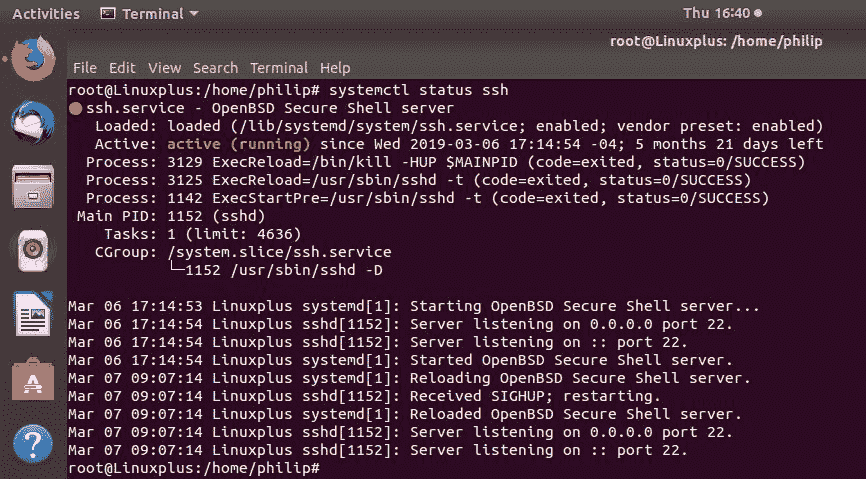 Activities Terminal Thu 16:40
root@Linuxplus: /home/philip
File Edit View Search Terminal Help
root@Linuxplus:/home/philip# systemctl status ssh
ssh.service - OpenBSD Secure Shell server
Loaded: loaded (/lib/systemd/system/ssh.service; enabled; vendor preset: enabled)
Active: active (running) since Wed 2019-03-06 17:14:54 -04; 5 months 21 days left
Process: 3129 ExecReload=/bin/kill -HUP $MAINPID (code=exited, status=0/SUCCESS)
Process: 3125 ExecReload=/usr/sbin/sshd -t (code=exited, status=0/SUCCESS)
Process: 1142 ExecStartPre=/usr/sbin/sshd -t (code=exited, status=0/SUCCESS)
Main PID: 1152 (sshd)
Tasks: 1 (limit: 4636)
CGroup: /system.slice/ssh.service
└─1152 /usr/sbin/sshd -D
Mar 06 17:14:53 Linuxplus systemd[1]: Starting OpenBSD Secure Shell server...
Mar 06 17:14:54 Linuxplus sshd[1152]: Server listening on 0.0.0.0 port 22.
Mar 06 17:14:54 Linuxplus sshd[1152]: Server listening on :: port 22.
Mar 06 17:14:54 Linuxplus systemd[1]: Started OpenBSD Secure Shell server.
Mar 07 09:07:14 Linuxplus systemd[1]: Reloading OpenBSD Secure Shell server.
Mar 07 09:07:14 Linuxplus sshd[1152]: Received SIGHUP; restarting.
Mar 07 09:07:14 Linuxplus systemd[1]: Reloaded OpenBSD Secure Shell server.
Mar 07 09:07:14 Linuxplus sshd[1152]: Server listening on 0.0.0.0 port 22.
Mar 07 09:07:14 Linuxplus sshd[1152]: Server listening on :: port 22.
root@Linuxplus:/home/philip#